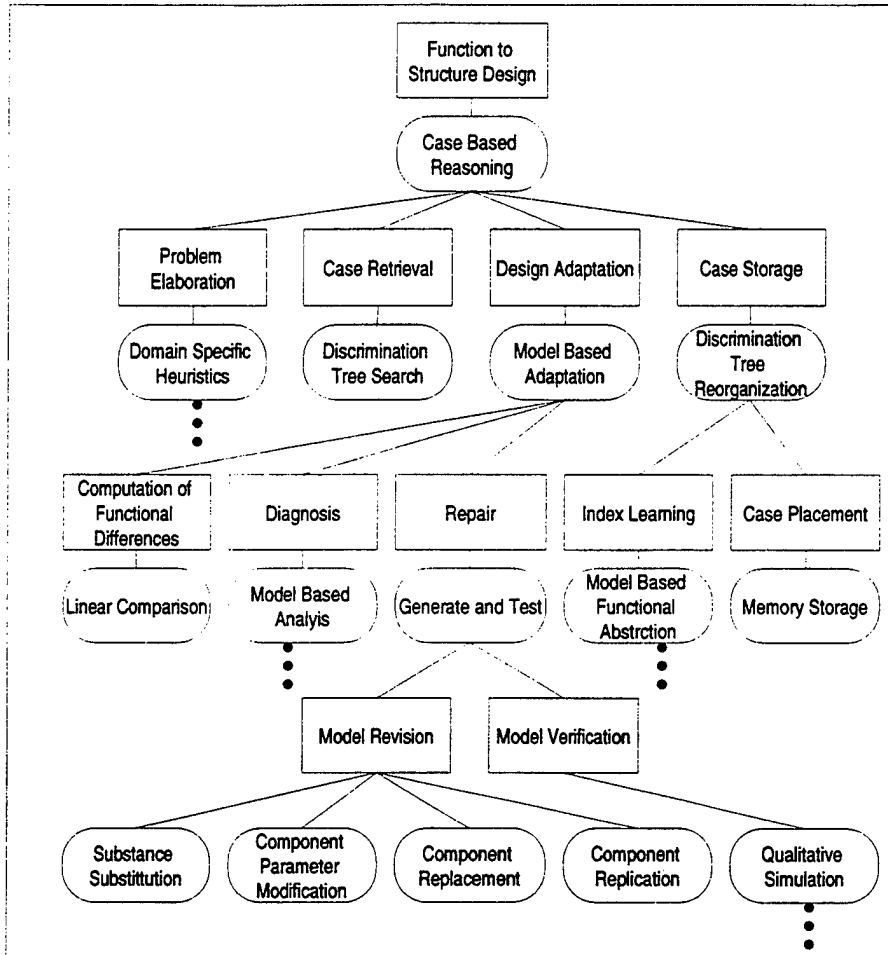 Function to
Structure Design
Case Based
Reasoning
Problem
Elaboration
Case Retrieval
Design Adaptation
Case Storage
Domain Specific
Heuristics
Discrimination
Tree Search
Model Based
Adaptation
Discrimination
Tree
Reorganization
Computation of
Functional
Differences
Diagnosis
Repair
Index Learning
Case Placement
Linear Comparison
Model Based
Analyis
Generate and Test
Model Based
Functional
Abstrction
Memory Storage
Model Revision
Model Verification
Substance
Substittution
Component
Parameter
Modification
Component
Replacement
Component
Replication
Qualitative
Simulation